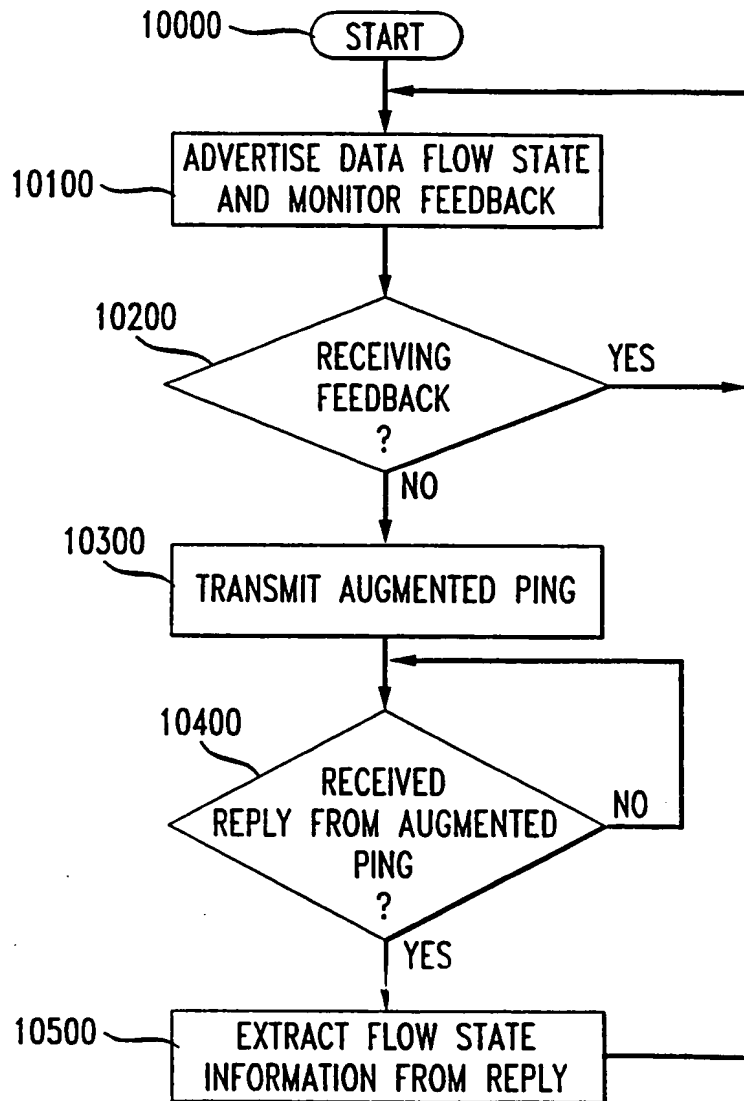 10000
START
10100
ADVERTISE DATA FLOW STATE
AND MONITOR FEEDBACK
10200
RECEIVING
FEEDBACK
?
YES
NO
10300
TRANSMIT AUGMENTED PING
10400
RECEIVED
REPLY FROM AUGMENTED
PING
?
NO
YES
10500
EXTRACT FLOW STATE
INFORMATION FROM REPLY